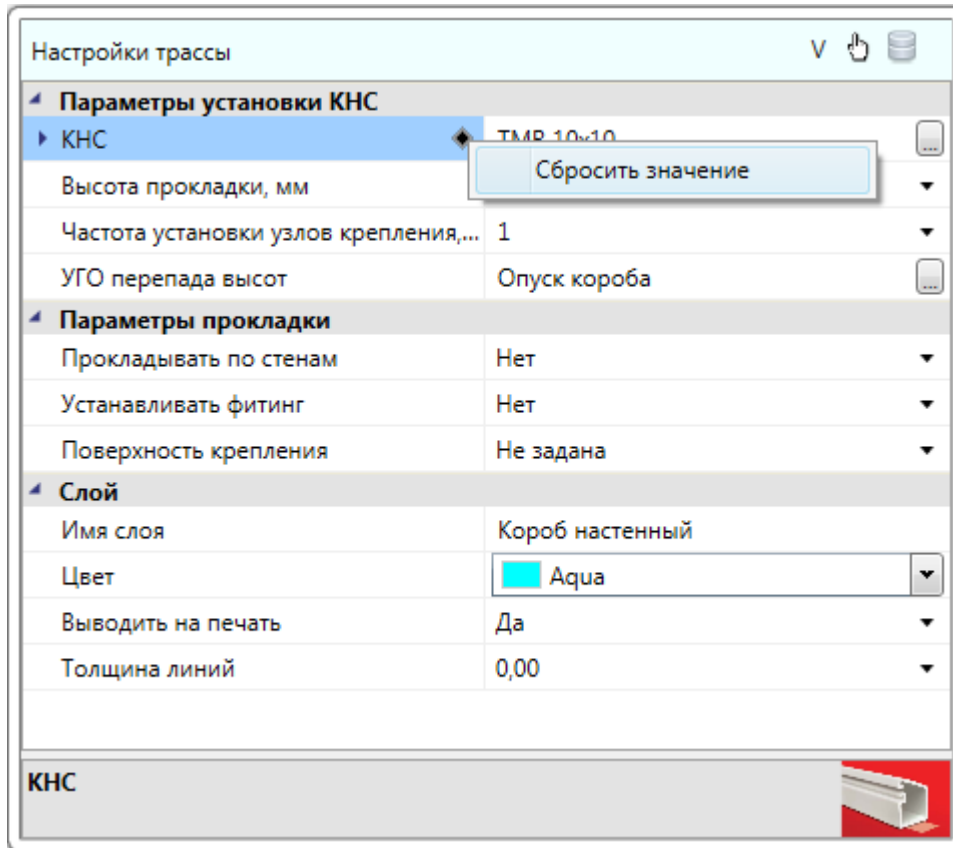 Настройки трассы V
Параметры установки КНС
КНС TMR 10x10 ...
Сбросить значение
Высота прокладки, мм
Частота установки узлов крепления,... 1
УГО перепада высот Опуск короба ...
Параметры прокладки
Прокладывать по стенам Нет
Устанавливать фитинг Нет
Поверхность крепления Не задана
Слой
Имя слоя Короб настенный
Цвет Aqua
Выводить на печать Да
Толщина линий 0,00
КНС